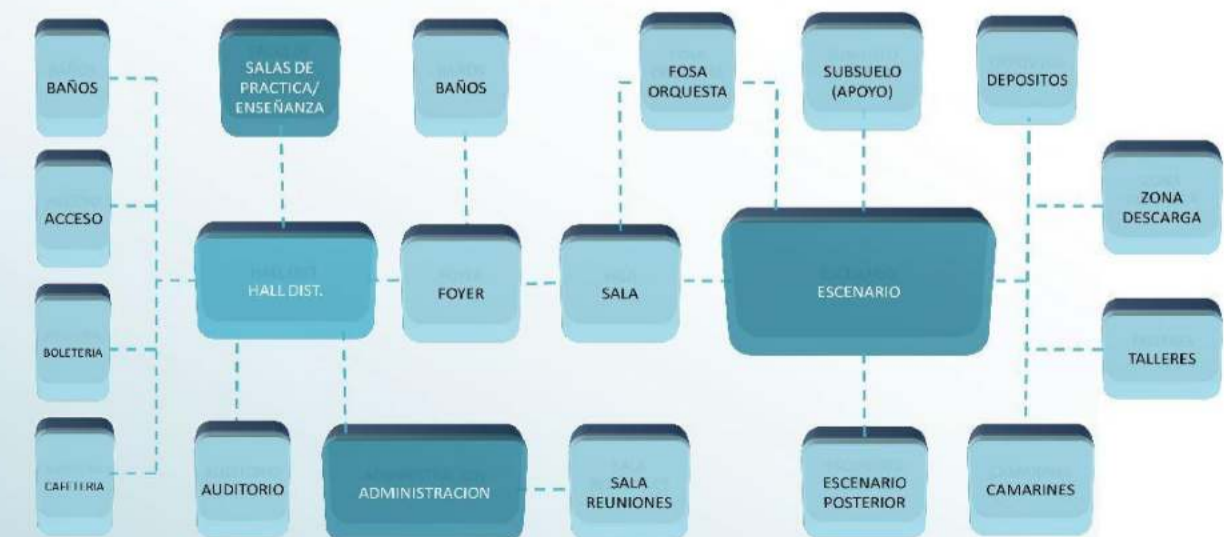 BAÑOS
SALAS DE
PRACTICA/
ENSEÑANZA
BAÑOS
FOSA
ORQUESTA
SUBSUELO
(APOYO)
DEPOSITOS
ACCESO
ZONA
DESCARGA
HALL DIST.
FOYER
SALA
ESCENARIO
BOLETERIA
TALLERES
CAFETERIA
AUDITORIO
ADMINISTRACION
SALA
REUNIONES
ESCENARIO
POSTERIOR
CAMARINES